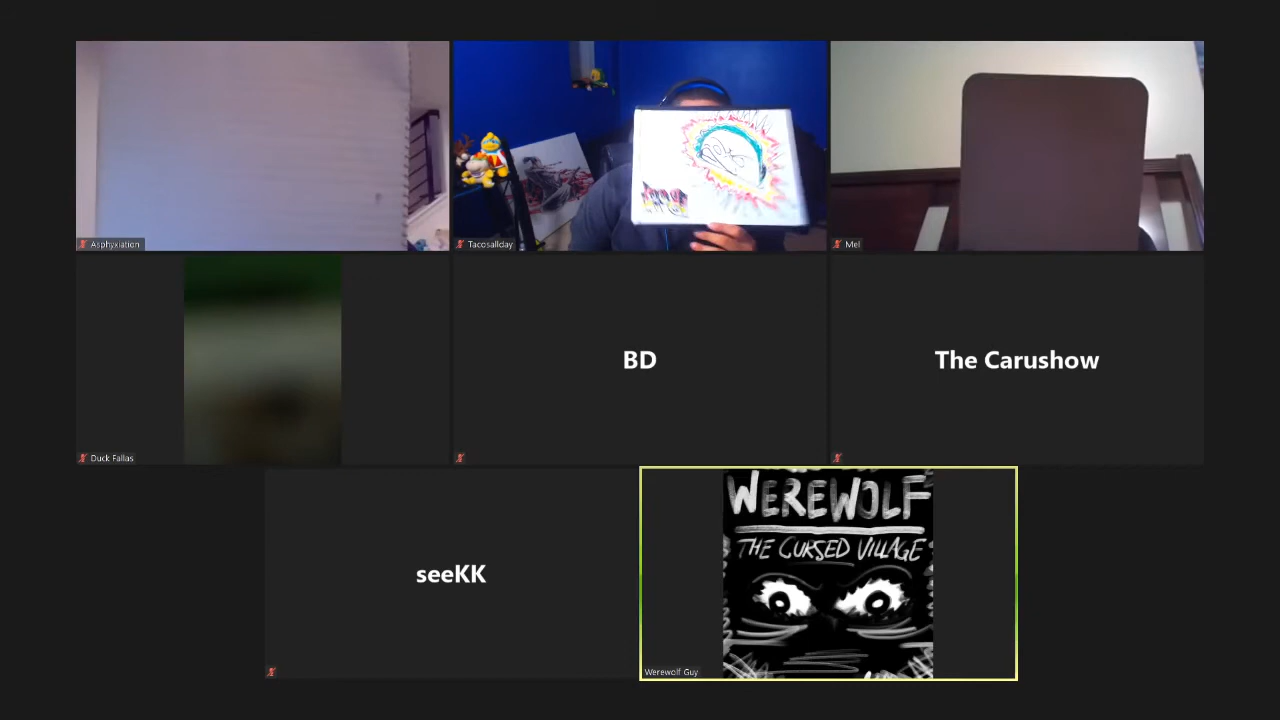 Asphyxiation
Tacosallday
Mel
Duck Fallas
BD
The Carushow
seeKK
WEREWOLF
THE CURSED VILLAGE
Werewolf Guy